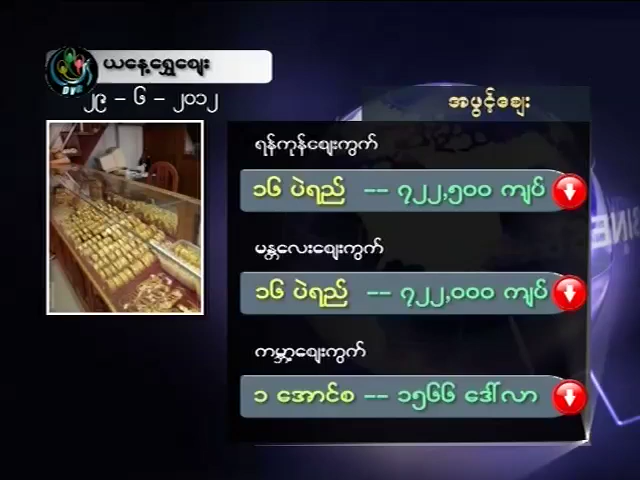 ယနေ့ရွှေဈေး
DVB
၂၉ – ၆ – ၂၀၁၂
အဖွင့်ဈေး
ရန်ကုန်ဈေးကွက်
၁၆ ပဲရည် -- ၇၂၂,၅၀၀ ကျပ်
မန္တလေးဈေးကွက်
၁၆ ပဲရည် -- ၇၂၂,၀၀၀ ကျပ်
ကမ္ဘာ့ဈေးကွက်
၁ အောင်စ -- ၁၅၆၆ ဒေါ်လာ